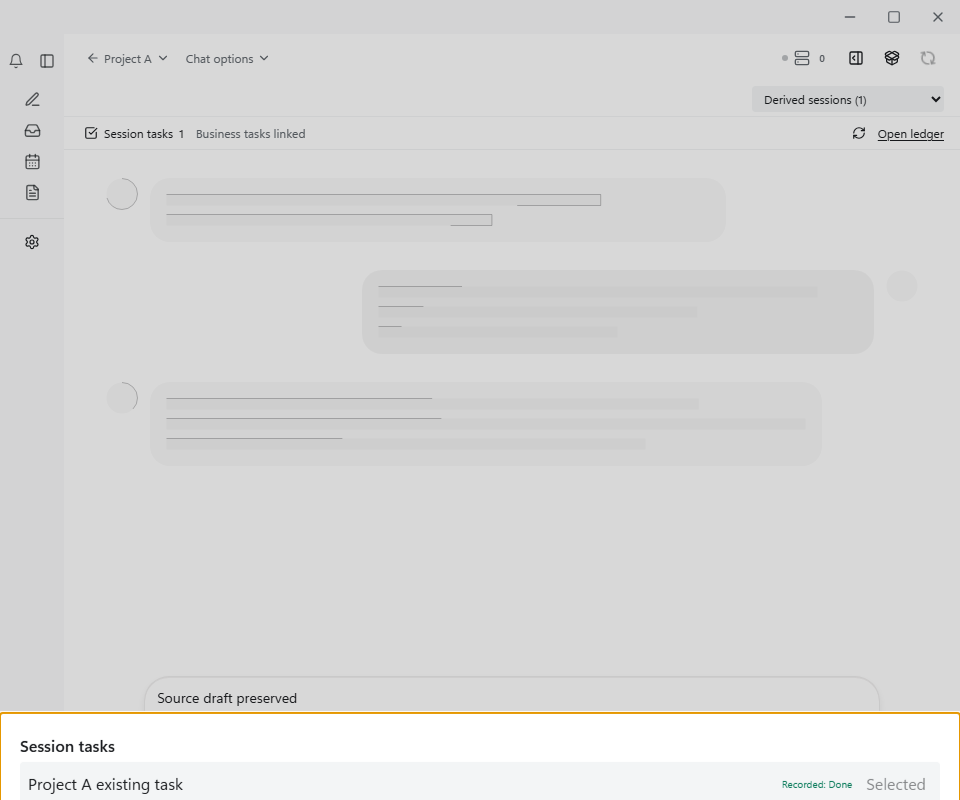 Project A
Chat options
0
Derived sessions (1)
Session tasks 1 Business tasks linked
Open ledger
Source draft preserved
Session tasks
Project A existing task
Recorded: Done
Selected